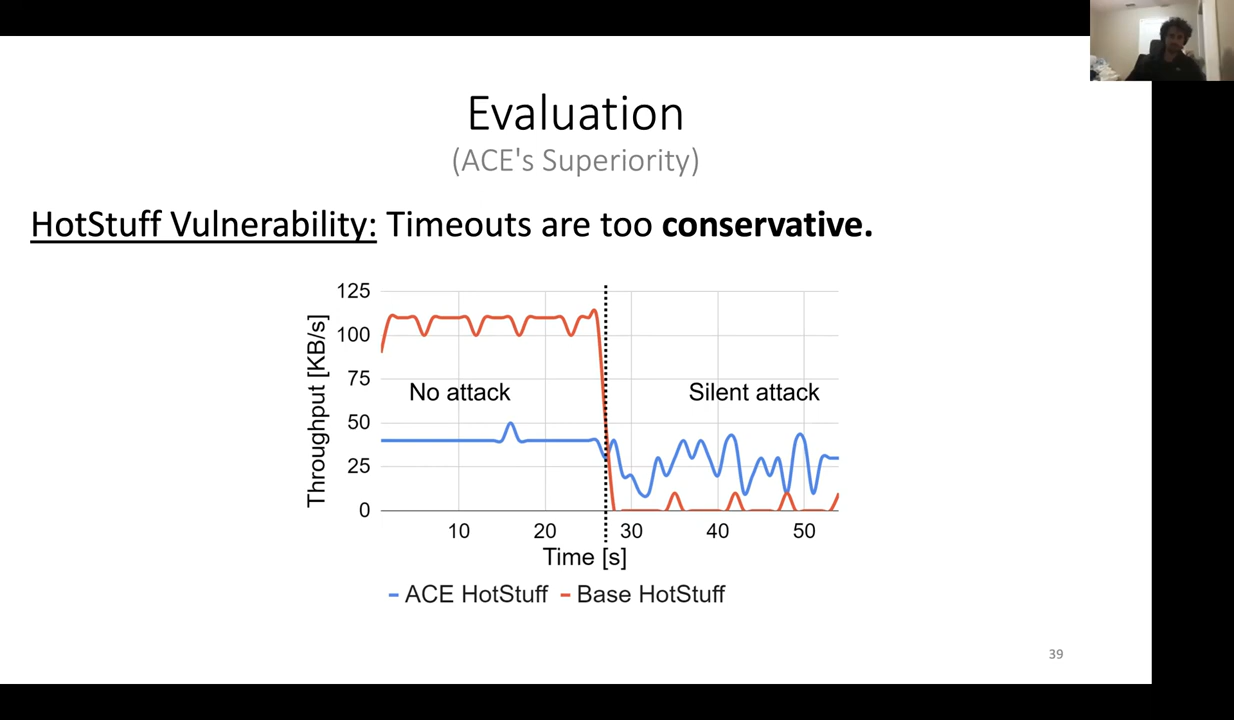 Evaluation
(ACE's Superiority)
HotStuff Vulnerability: Timeouts are too conservative.
125
100
75
50
25
0
Throughput [KB/s]
No attack
Silent attack
10 20 30 40 50
Time [s]
ACE HotStuff Base HotStuff
39